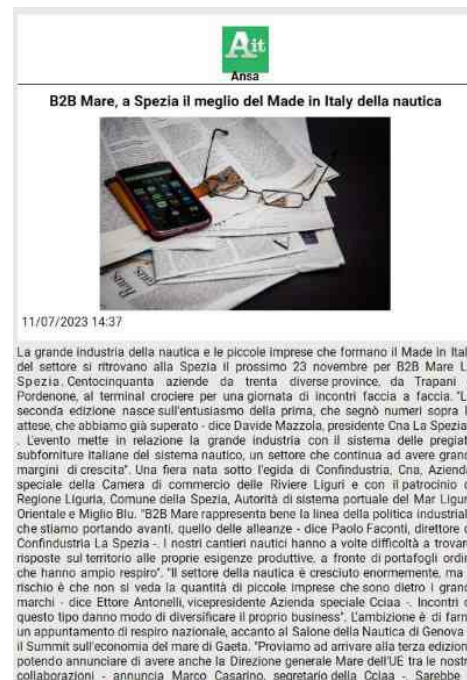 Ait
Ansa
B2B Mare, a Spezia il meglio del Made in Italy della nautica
11/07/2023 14:37
La grande industria della nautica e le piccole imprese che formano il Made in Ital
del settore si ritrovano alla Spezia il prossimo 23 novembre per B2B Mare L
Spezia. Centocinquanta aziende da trenta diverse province, da Trapani
Pordenone, al terminal crociere per una giornata di incontri faccia a faccia. "L
seconda edizione nasce sull'entusiasmo della prima, che segnò numeri sopra l
attese, che abbiamo già superato - dice Davide Mazzola, presidente Cna La Spezia
. L'evento mette in relazione la grande industria con il sistema delle pregiat
subforniture italiane del sistema nautico, un settore che continua ad avere grand
margini di crescita". Una fiera nata sotto l'egida di Confindustria, Cna, Aziend
speciale della Camera di commercio delle Riviere Liguri e con il patrocinio d
Regione Liguria, Comune della Spezia, Autorità di sistema portuale del Mar Ligur
Orientale e Miglio Blu. "B2B Mare rappresenta bene la linea della politica industrial
che stiamo portando avanti, quello delle alleanze - dice Paolo Faconti, direttore d
Confindustria La Spezia -. I nostri cantieri nautici hanno a volte difficoltà a trovar
risposte sul territorio alle proprie esigenze produttive, a fronte di portafogli ordin
che hanno ampio respiro". "Il settore della nautica è cresciuto enormemente, ma
rischio è che non si veda la quantità di piccole imprese che sono dietro i grand
marchi - dice Ettore Antonelli, vicepresidente Azienda speciale Cciaa -. Incontri d
questo tipo danno modo di diversificare il proprio business". L'ambizione è di farn
un appuntamento di respiro nazionale, accanto al Salone della Nautica di Genova
il Summit sull'economia del mare di Gaeta. "Proviamo ad arrivare alla terza edizion
potendo annunciare di avere anche la Direzione generale Mare dell'UE tra le nostr
collaborazioni - annuncia Marco Casarino, segretario della Cciaa -. Sarebbe